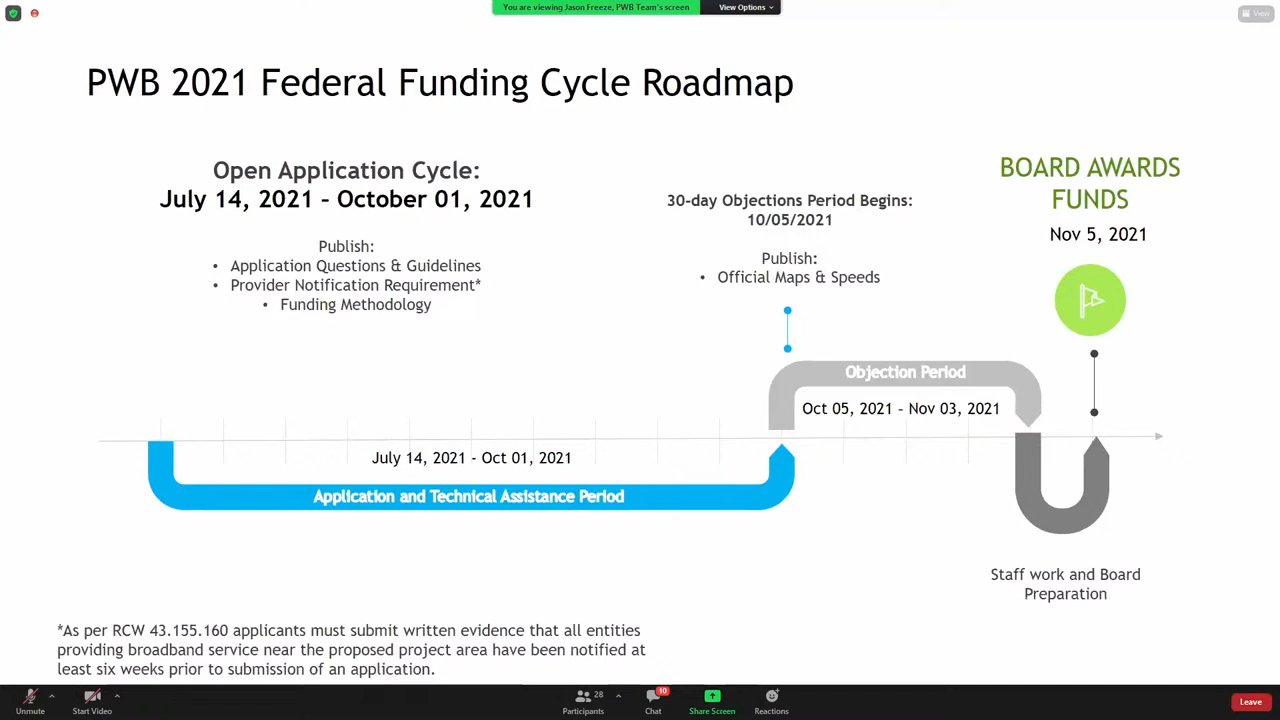 You are viewing Jason Freeze, PWB Team's screen
View Options
View
PWB 2021 Federal Funding Cycle Roadmap
Open Application Cycle:
July 14, 2021 – October 01, 2021
Publish:
• Application Questions & Guidelines
• Provider Notification Requirement*
• Funding Methodology
30-day Objections Period Begins:
10/05/2021
Publish:
• Official Maps & Speeds
BOARD AWARDS
FUNDS
Nov 5, 2021
Objection Period
Oct 05, 2021 - Nov 03, 2021
July 14, 2021 - Oct 01, 2021
Application and Technical Assistance Period
Staff work and Board
Preparation
*As per RCW 43.155.160 applicants must submit written evidence that all entities
providing broadband service near the proposed project area have been notified at
least six weeks prior to submission of an application.
Unmute
Start Video
28
Participants
10
Chat
Share Screen
Reactions
Leave